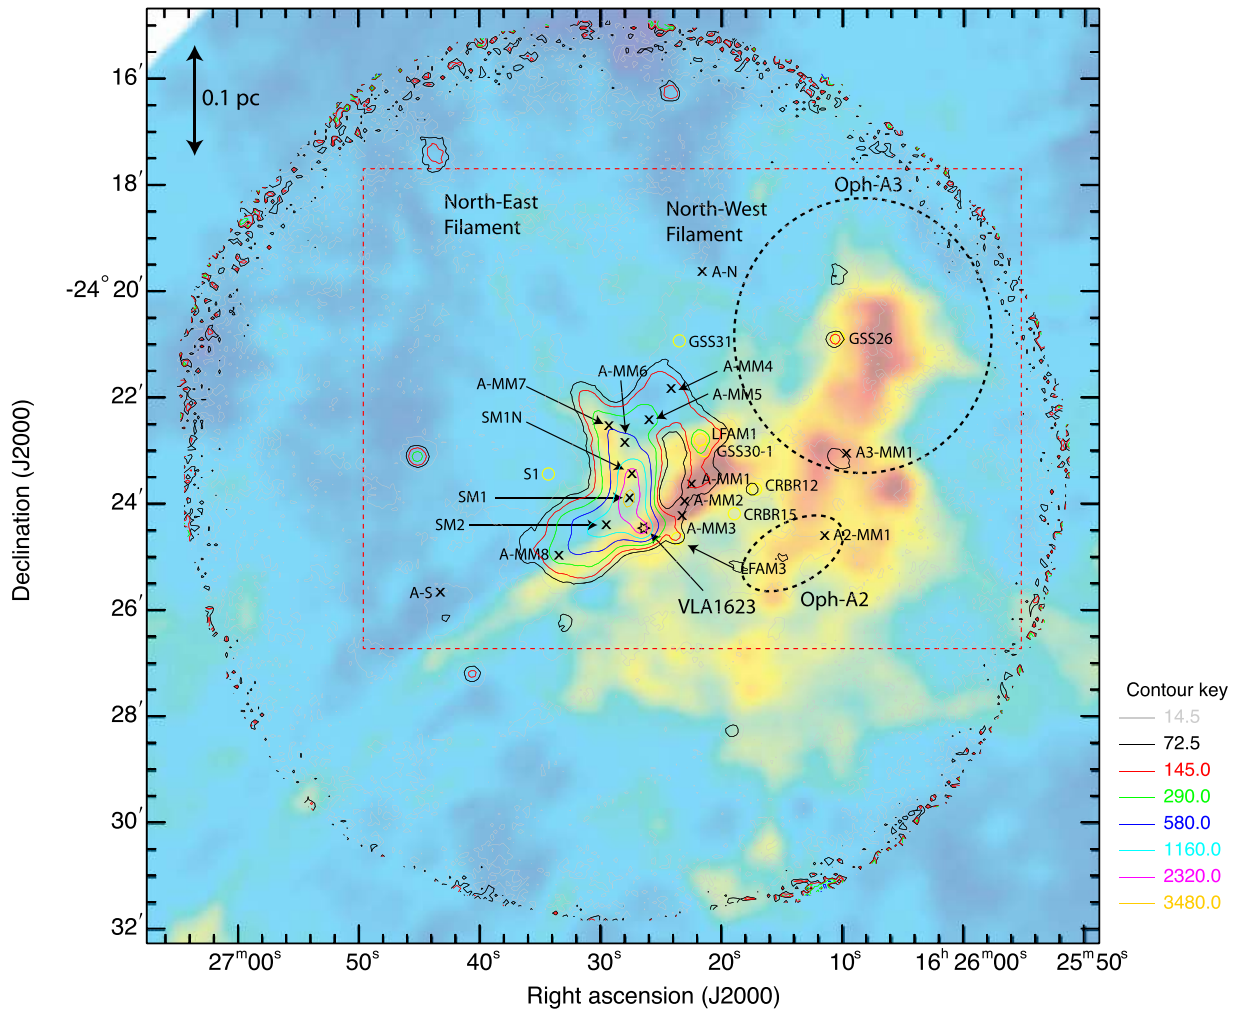 16′
0.1 pc
18′
Oph-A3
North-East
Filament
North-West
Filament
A-N
-24° 20′
GSS31
GSS26
22′
A-MM6
A-MM4
A-MM7
A-MM5
SM1N
LFAM1
GSS30-1
A3-MM1
S1
A-MM1
CRBR12
24′
SM1
A-MM2
CRBR15
SM2
A-MM3
A2-MM1
A-MM8
LFAM3
A-S
VLA1623
Oph-A2
26′
28′
30′
32′
Declination (J2000)
27ᵐ00ˢ
50ˢ
40ˢ
30ˢ
20ˢ
10ˢ
16ʰ 26ᵐ00ˢ
25ᵐ50ˢ
Right ascension (J2000)
Contour key
14.5
72.5
145.0
290.0
580.0
1160.0
2320.0
3480.0